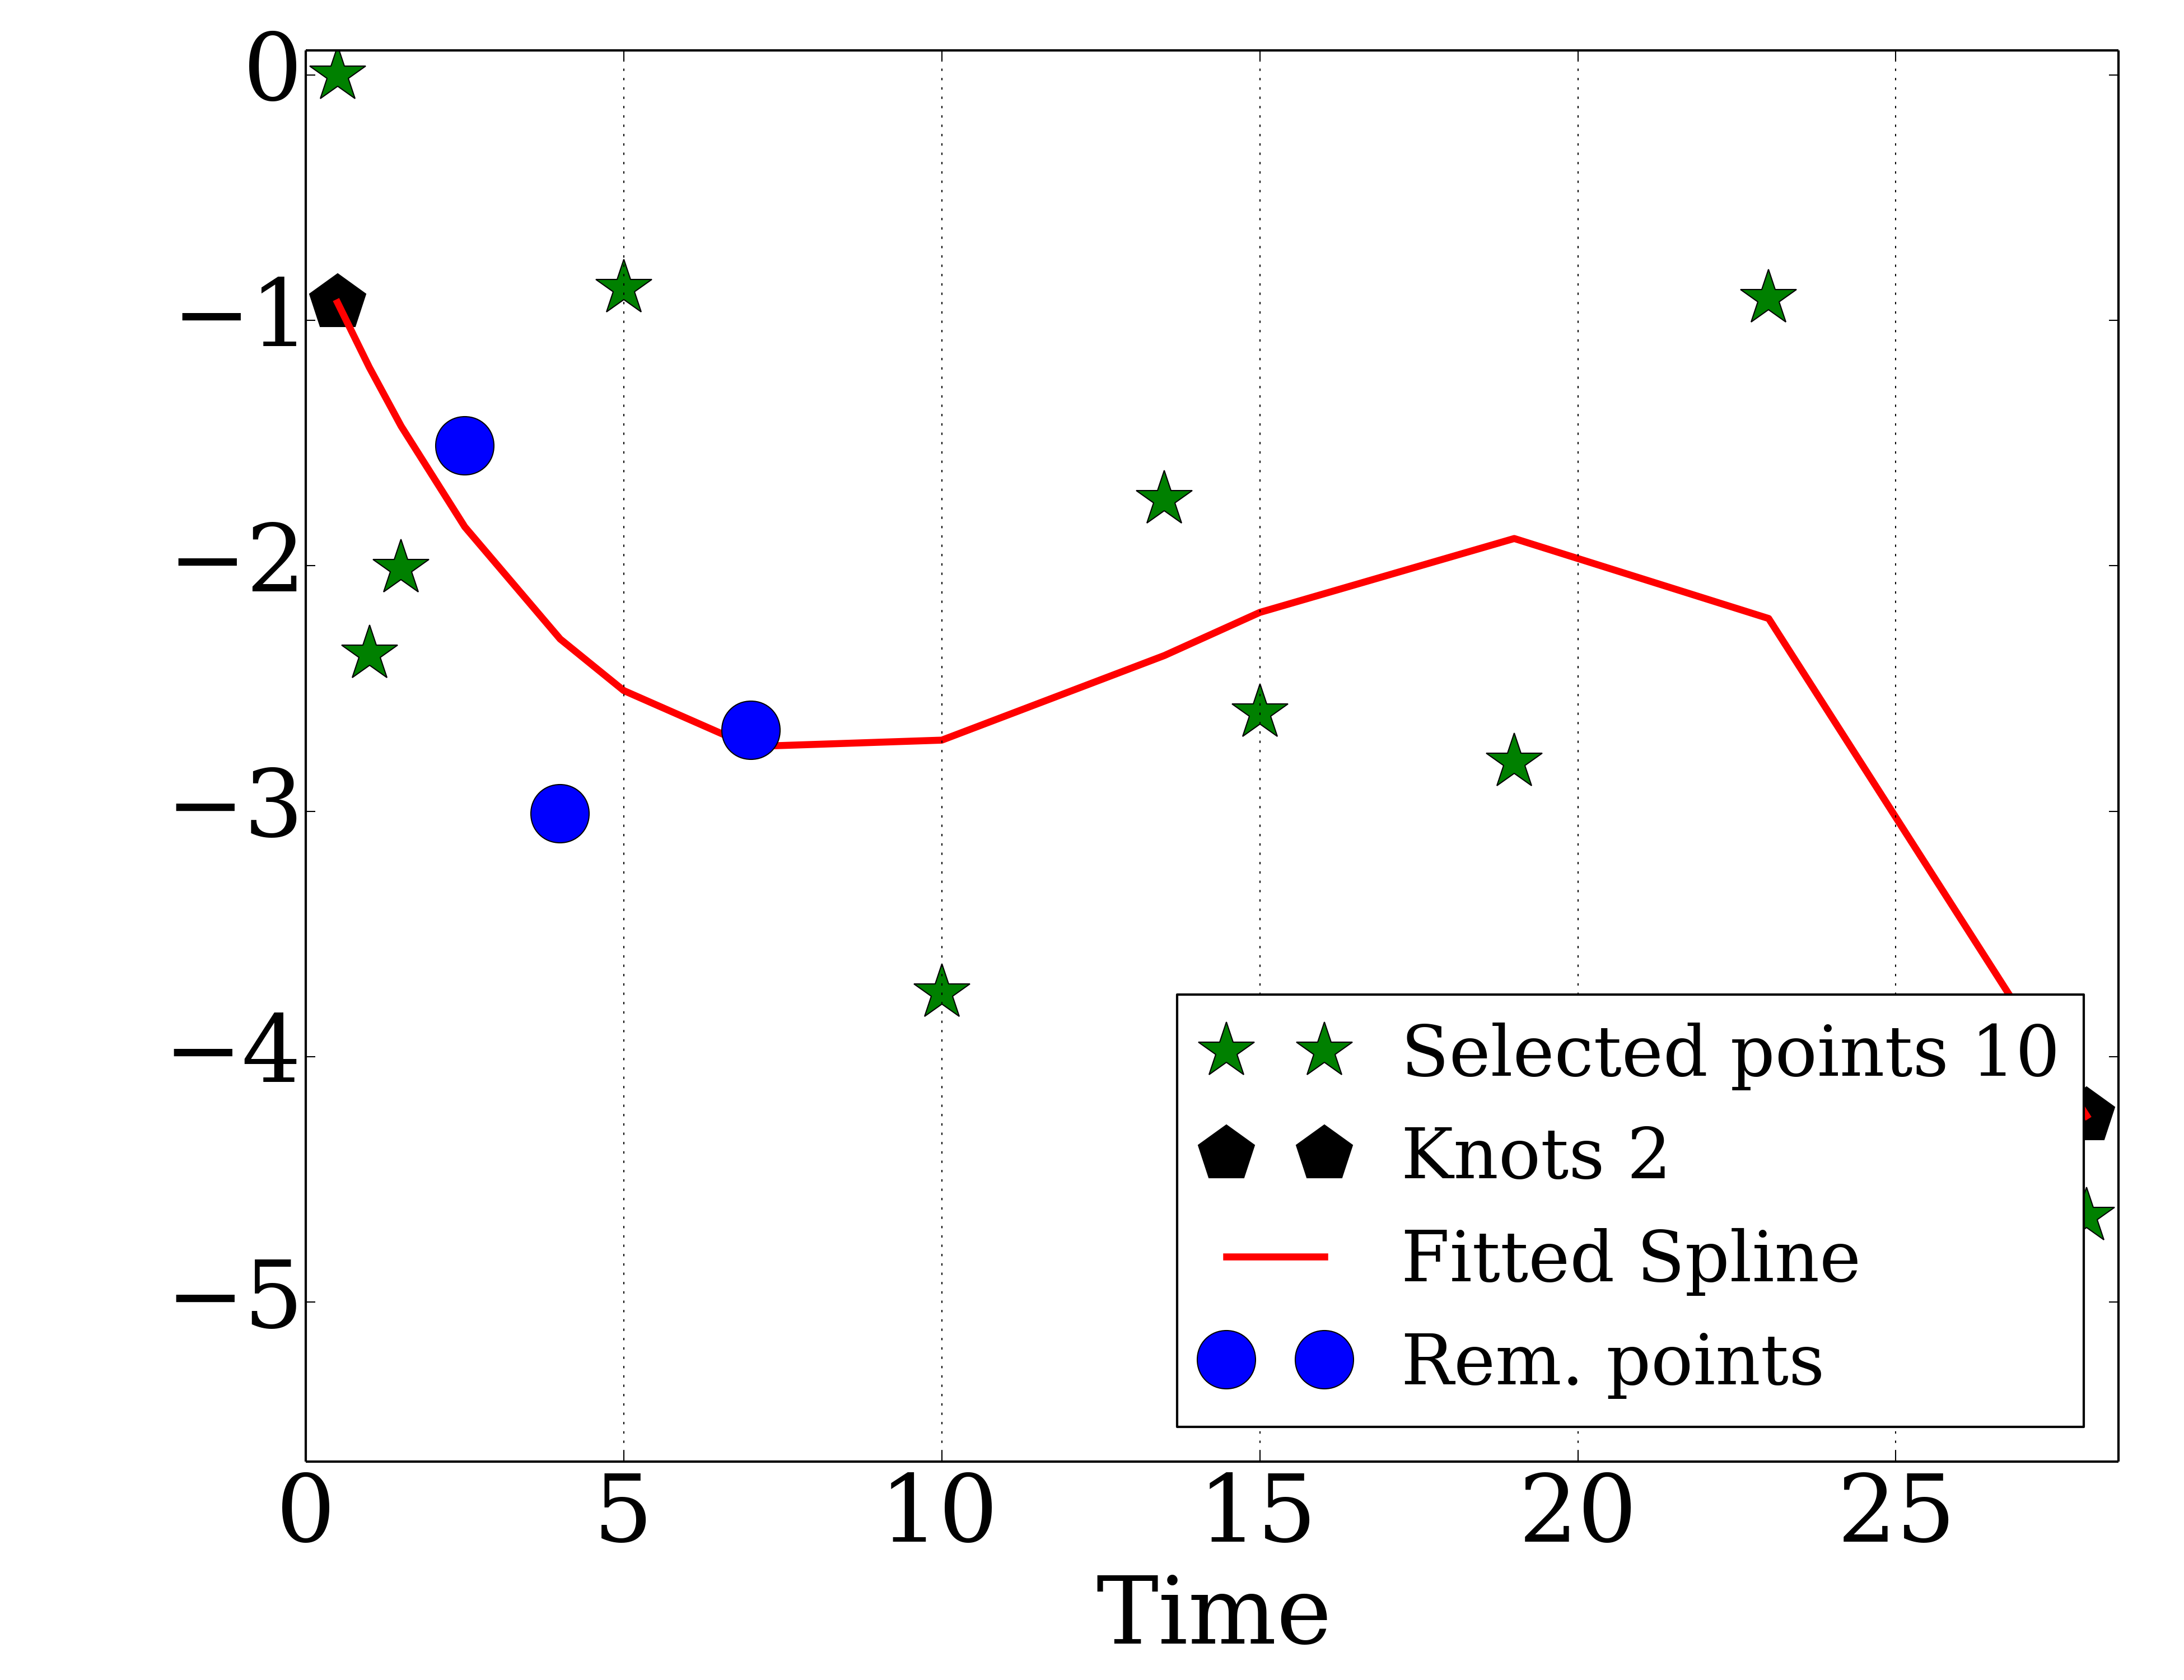 0
−1
−2
−3
−4
−5
Selected points 10
Knots 2
Fitted Spline
Rem. points
0 5 10 15 20 25
Time